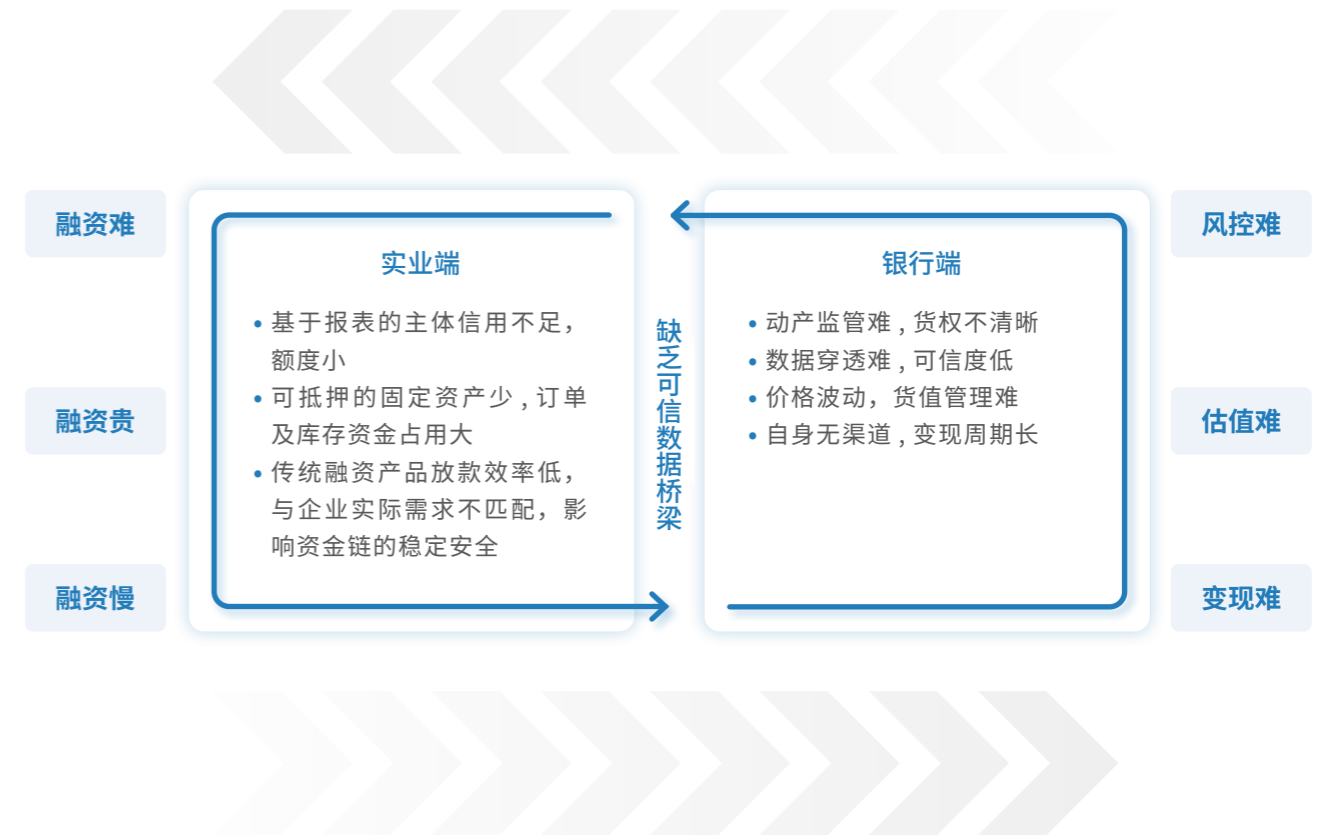 融资难
融资贵
融资慢
实业端
• 基于报表的主体信用不足，
额度小
• 可抵押的固定资产少 , 订单
及库存资金占用大
• 传统融资产品放款效率低，
与企业实际需求不匹配，影
响资金链的稳定安全
缺乏可信数据桥梁
银行端
• 动产监管难 , 货权不清晰
• 数据穿透难 , 可信度低
• 价格波动，货值管理难
• 自身无渠道 , 变现周期长
风控难
估值难
变现难